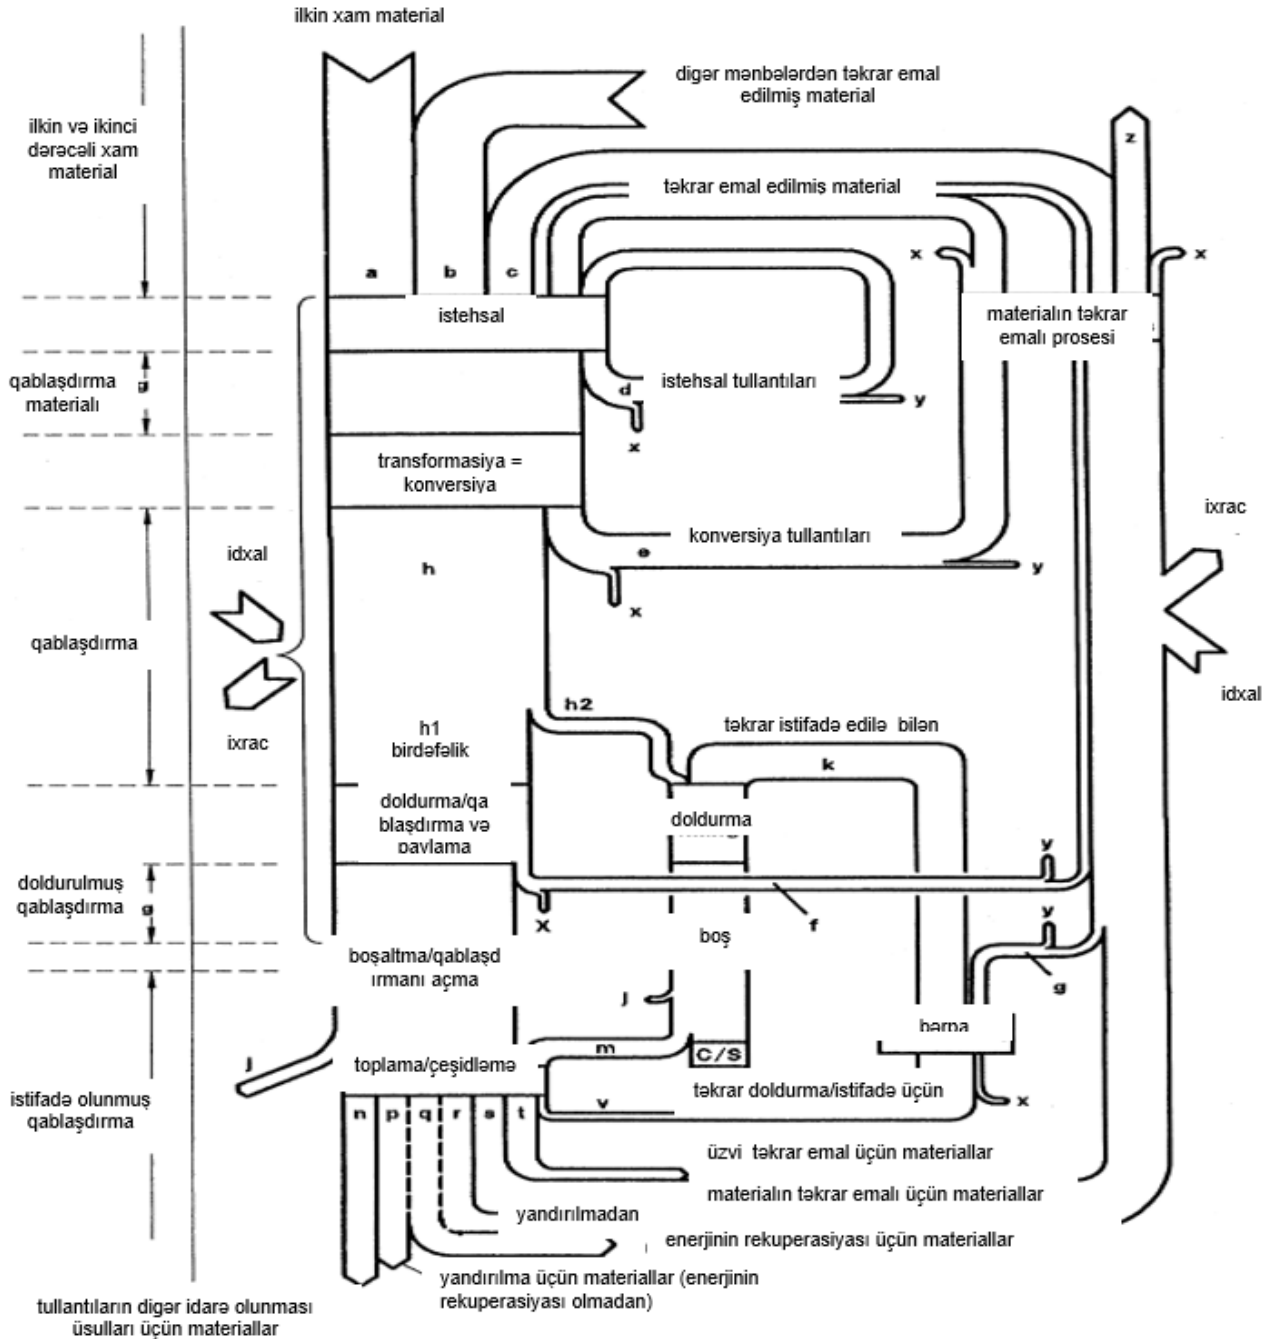 ilkin xam material
digər mənbələrdən təkrar emal
edilmiş material
ilkin və ikinci
dərəcəli xam
material
z
təkrar emal edilmiş material
x
x
a
b
c
istehsal
materialın təkrar
emalı prosesi
qablaşdırma
materialı
g
d
istehsal tullantıları
y
x
transformasiya =
konversiya
ixrac
konversiya tullantıları
e
idxal
h
y
x
qablaşdırma
idxal
h2
h1
birdəfəlik
təkrar istifadə edilə bilən
ixrac
k
doldurma/qa
blaşdırma və
paylama
doldurma
y
doldurulmuş
qablaşdırma
g
x
f
y
boş
boşaltma/qablaşd
ırmanı açma
j
g
bərpa
m
C/S
j
toplama/çeşidləmə
təkrar doldurma/istifadə üçün
x
istifadə olunmuş
qablaşdırma
n
p
q
r
s
t
v
üzvi təkrar emal üçün materiallar
materialın təkrar emalı üçün materiallar
yandırılmadan
enerjinin rekuperasiyası üçün materiallar
yandırılma üçün materiallar (enerjinin
rekuperasiyası olmadan)
tullantıların digər idarə olunması
üsulları üçün materiallar